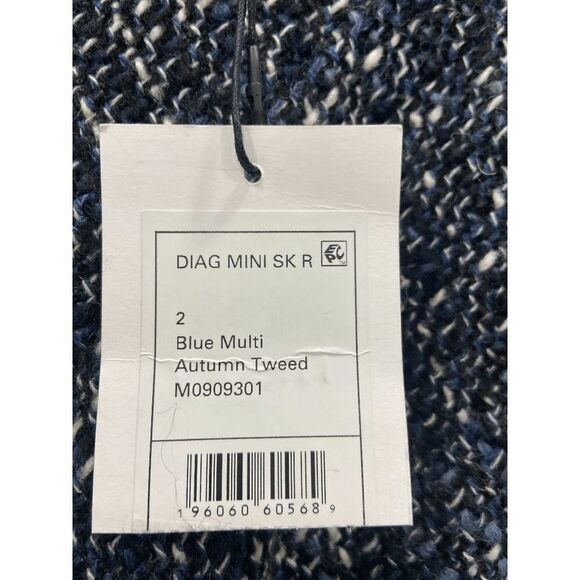 DIAG MINI SK R
2
Blue Multi
Autumn Tweed
M0909301
1 96060 60568 9